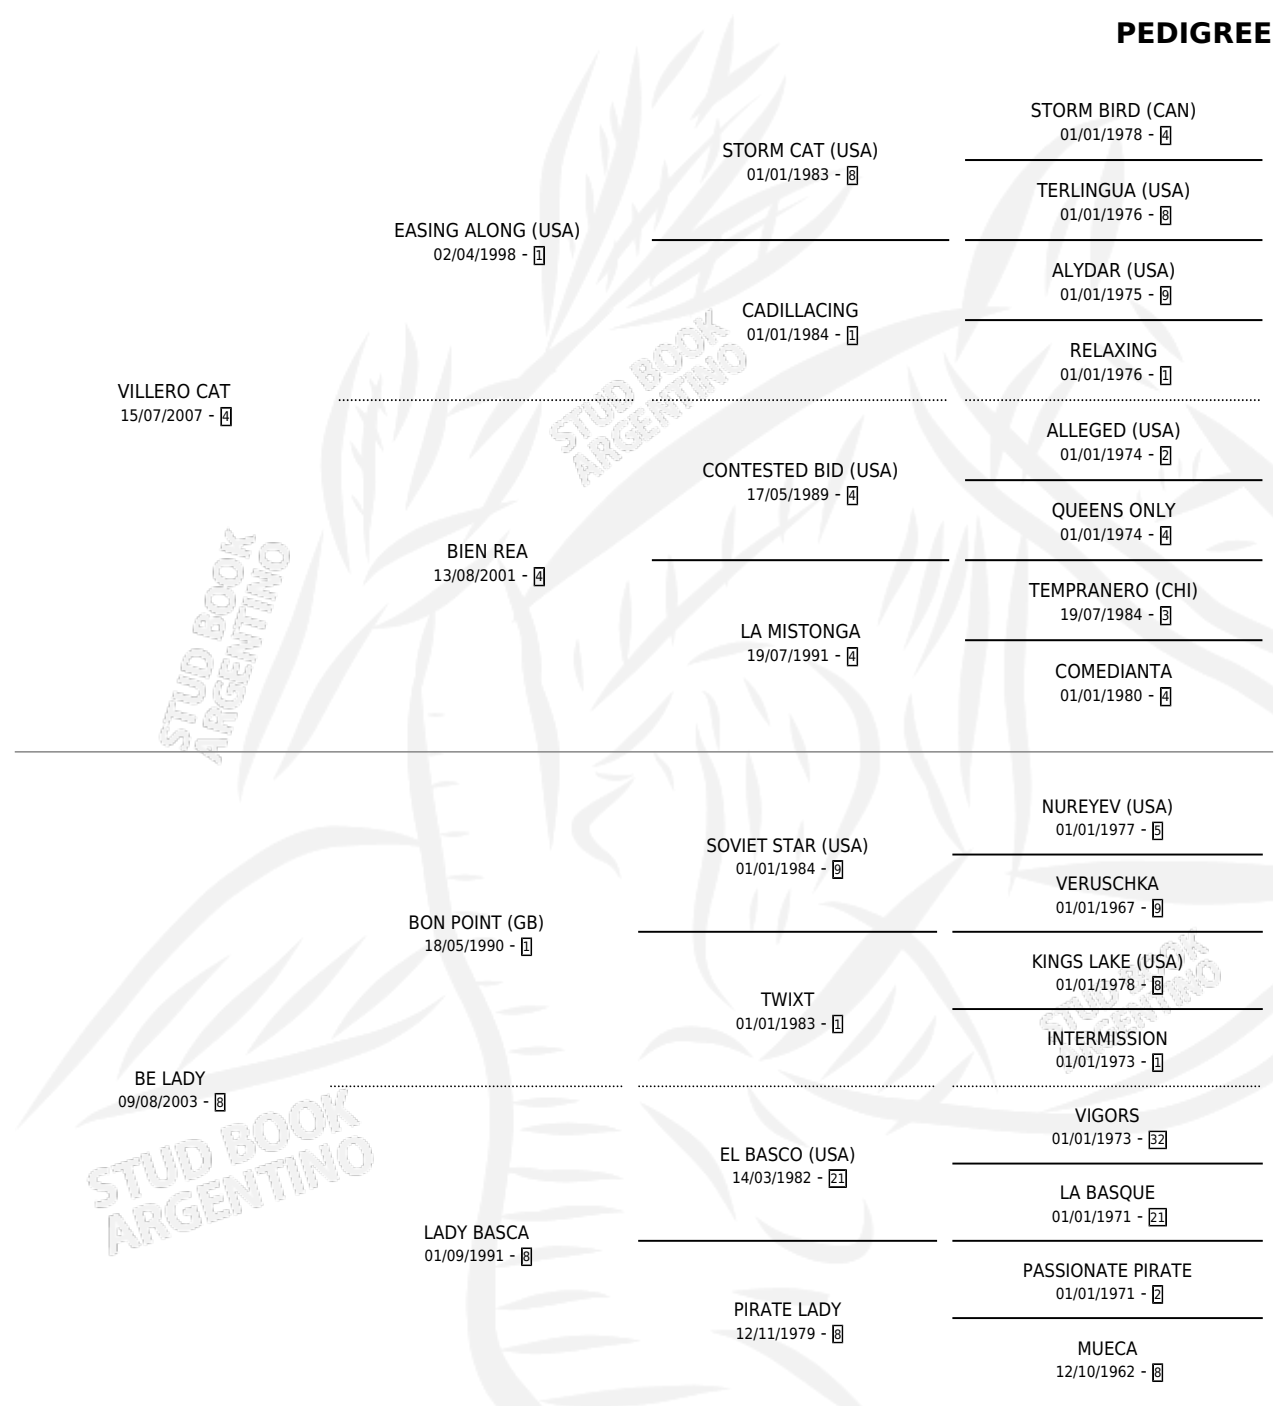 PEDIGREE
STORM BIRD (CAN)
01/01/1978 - 4
STORM CAT (USA)
01/01/1983 - 8
TERLINGUA (USA)
01/01/1976 - 8
EASING ALONG (USA)
02/04/1998 - 1
ALYDAR (USA)
01/01/1975 - 9
CADILLACING
01/01/1984 - 1
RELAXING
01/01/1976 - 1
VILLERO CAT
15/07/2007 - 4
ALLEGED (USA)
01/01/1974 - 2
CONTESTED BID (USA)
17/05/1989 - 4
QUEENS ONLY
01/01/1974 - 4
BIEN REA
13/08/2001 - 4
TEMPRANERO (CHI)
19/07/1984 - 3
LA MISTONGA
19/07/1991 - 4
COMEDIANTA
01/01/1980 - 4
NUREYEV (USA)
01/01/1977 - 5
SOVIET STAR (USA)
01/01/1984 - 9
VERUSCHKA
01/01/1967 - 9
BON POINT (GB)
18/05/1990 - 1
KINGS LAKE (USA)
01/01/1978 - 8
TWIXT
01/01/1983 - 1
INTERMISSION
01/01/1973 - 1
BE LADY
09/08/2003 - 8
VIGORS
01/01/1973 - 32
EL BASCO (USA)
14/03/1982 - 21
LA BASQUE
01/01/1971 - 21
LADY BASCA
01/09/1991 - 8
PASSIONATE PIRATE
01/01/1971 - 2
PIRATE LADY
12/11/1979 - 8
MUECA
12/10/1962 - 8
STUD BOOK
ARGENTINO
STUD BOOK
ARGENTINO
STUD BOOK
ARGENTINO
STUD BOOK
ARGENTINO